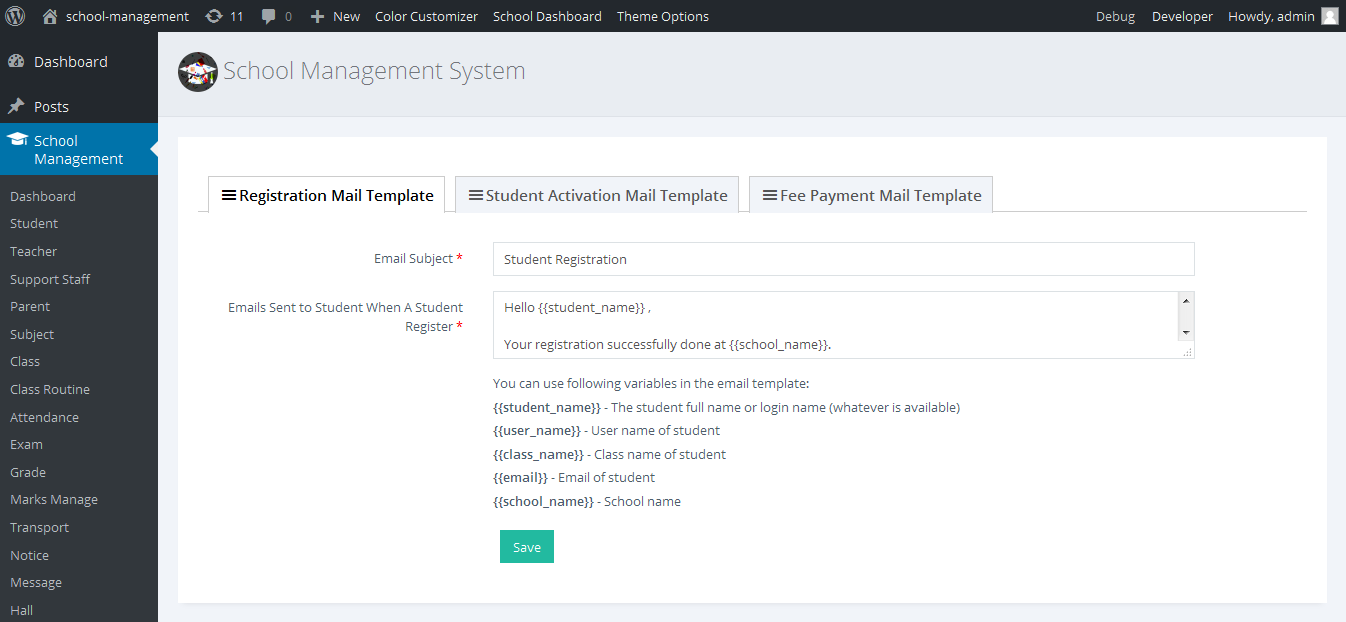 school-management 11 0 New Color Customizer School Dashboard Theme Options Debug Developer Howdy, admin
Dashboard
Posts
School
Management
Dashboard
Student
Teacher
Support Staff
Parent
Subject
Class
Class Routine
Attendance
Exam
Grade
Marks Manage
Transport
Notice
Message
Hall
School Management System
Registration Mail Template Student Activation Mail Template Fee Payment Mail Template
Email Subject * Student Registration
Emails Sent to Student When A Student
Register *
Hello {{student_name}} ,
Your registration successfully done at {{school_name}}.
You can use following variables in the email template:
{{student_name}} - The student full name or login name (whatever is available)
{{user_name}} - User name of student
{{class_name}} - Class name of student
{{email}} - Email of student
{{school_name}} - School name
Save